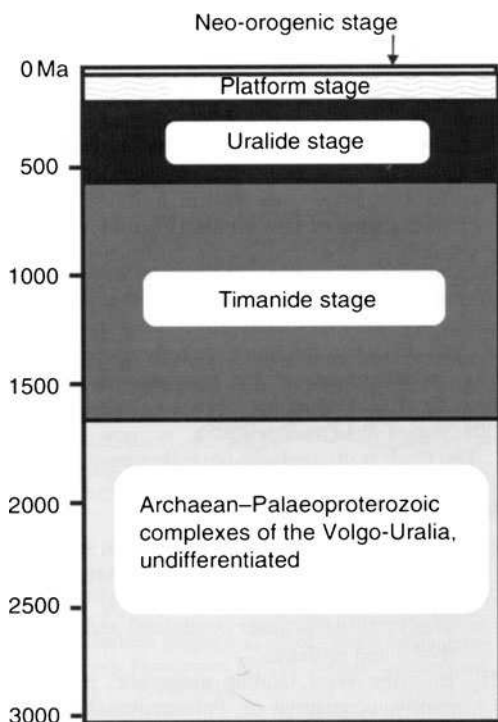 Neo-orogenic stage
0 Ma
Platform stage
Uralide stage
500
1000
Timanide stage
1500
Archaean–Palaeoproterozoic
complexes of the Volgo-Uralia,
undifferentiated
2000
2500
3000